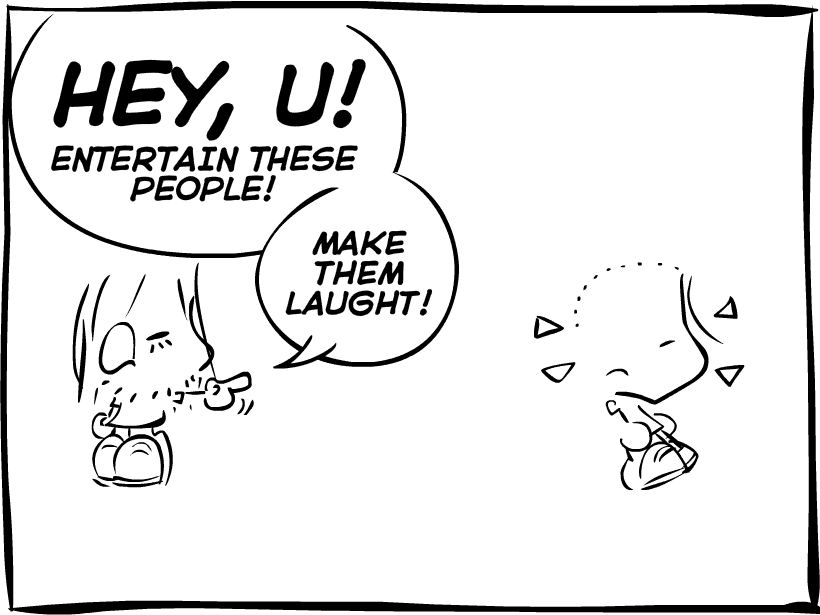 HEY, U!
ENTERTAIN THESE
PEOPLE!
MAKE
THEM
LAUGHT!